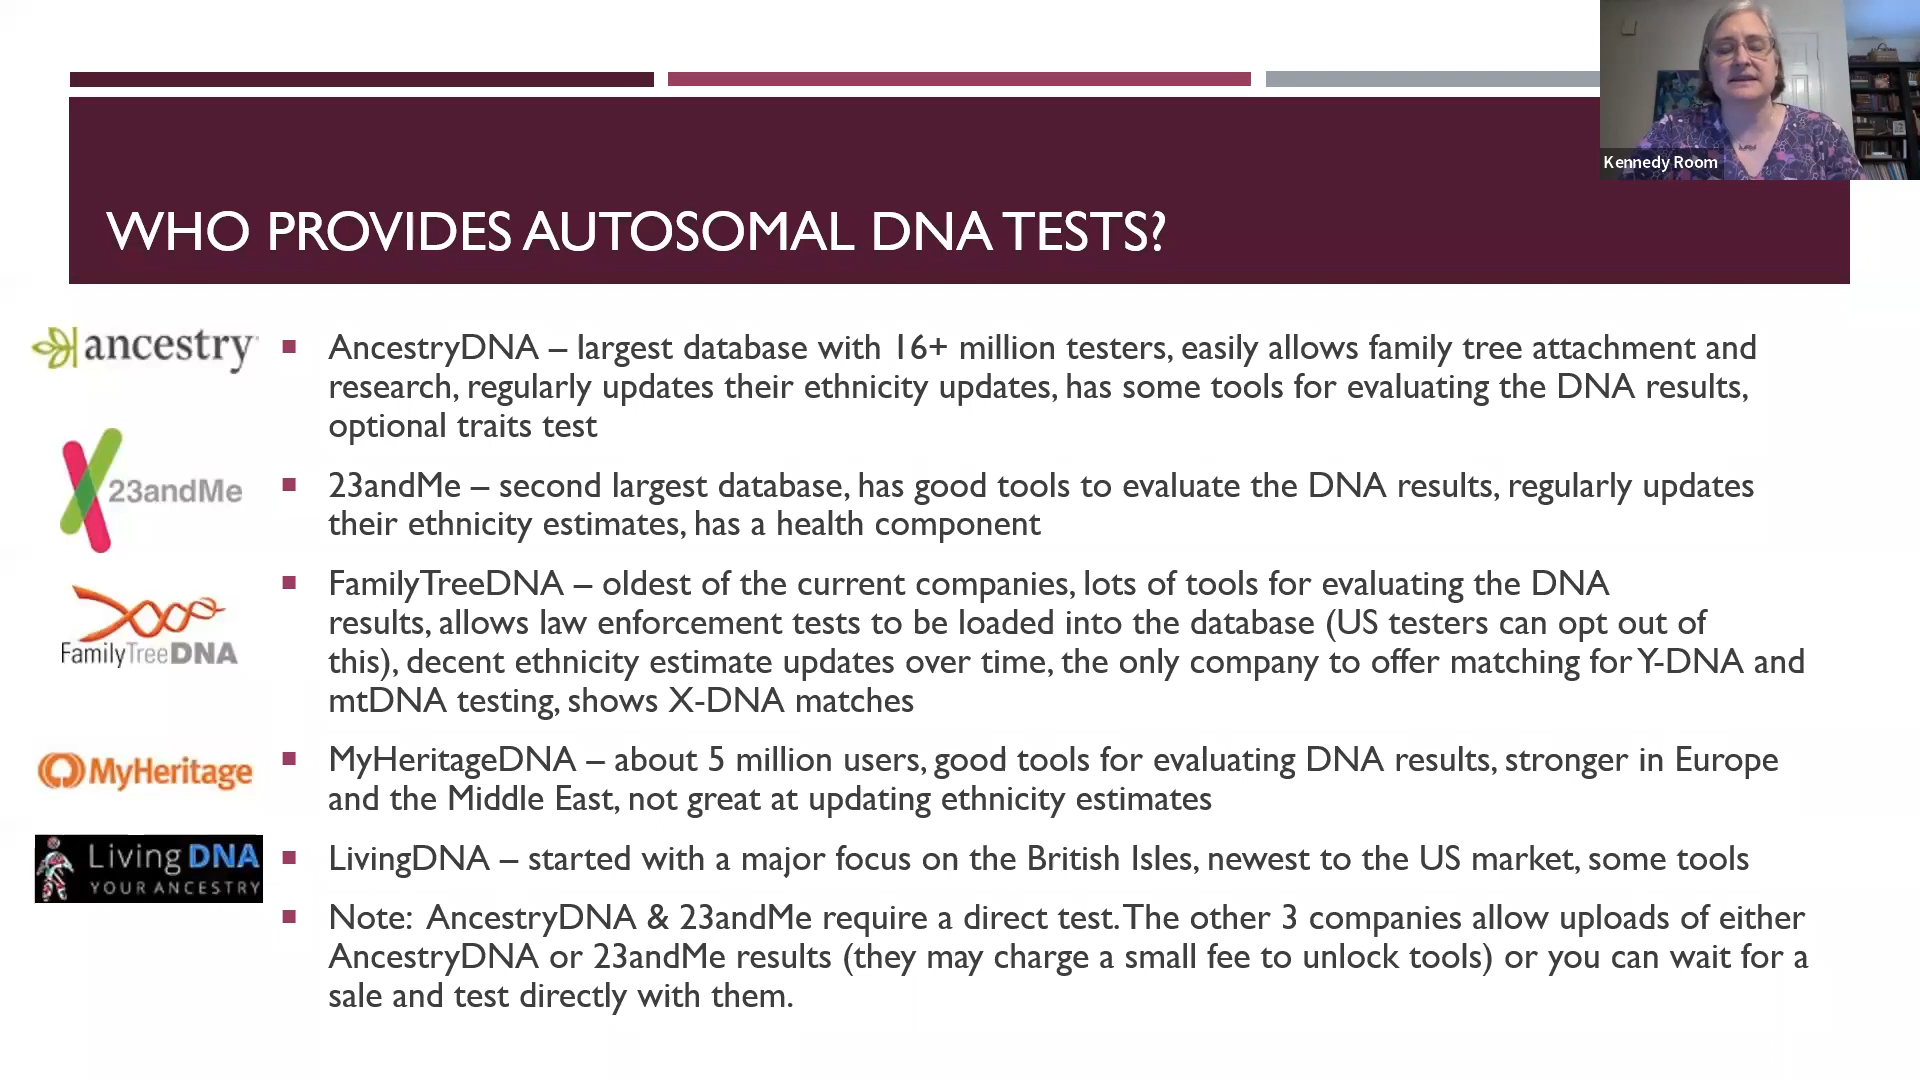 Kennedy Room
WHO PROVIDES AUTOSOMAL DNA TESTS?
ancestry
AncestryDNA – largest database with 16+ million testers, easily allows family tree attachment and
research, regularly updates their ethnicity updates, has some tools for evaluating the DNA results,
optional traits test
23andMe
23andMe – second largest database, has good tools to evaluate the DNA results, regularly updates
their ethnicity estimates, has a health component
FamilyTreeDNA
FamilyTreeDNA – oldest of the current companies, lots of tools for evaluating the DNA
results, allows law enforcement tests to be loaded into the database (US testers can opt out of
this), decent ethnicity estimate updates over time, the only company to offer matching for Y-DNA and
mtDNA testing, shows X-DNA matches
MyHeritage
MyHeritageDNA – about 5 million users, good tools for evaluating DNA results, stronger in Europe
and the Middle East, not great at updating ethnicity estimates
Living DNA
YOUR ANCESTRY
LivingDNA – started with a major focus on the British Isles, newest to the US market, some tools
Note: AncestryDNA & 23andMe require a direct test. The other 3 companies allow uploads of either
AncestryDNA or 23andMe results (they may charge a small fee to unlock tools) or you can wait for a
sale and test directly with them.